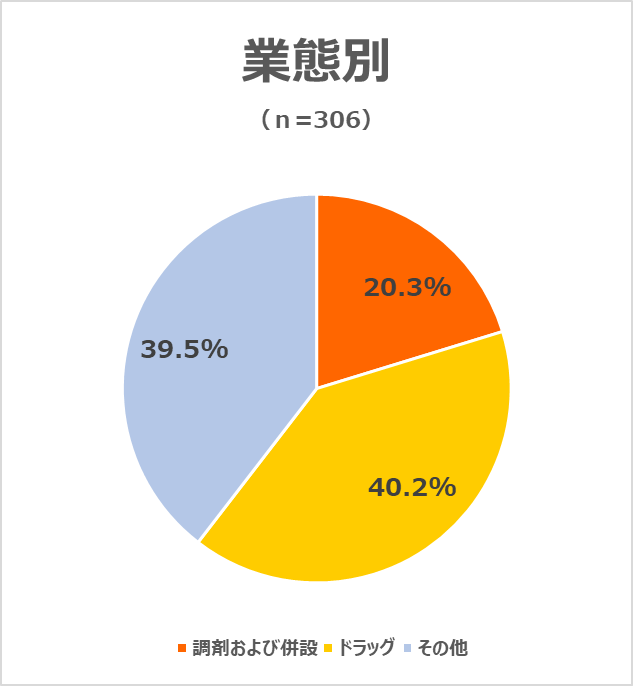 業態別
（ｎ=306）
20.3%
39.5%
40.2%
調剤および併設 ドラッグ その他